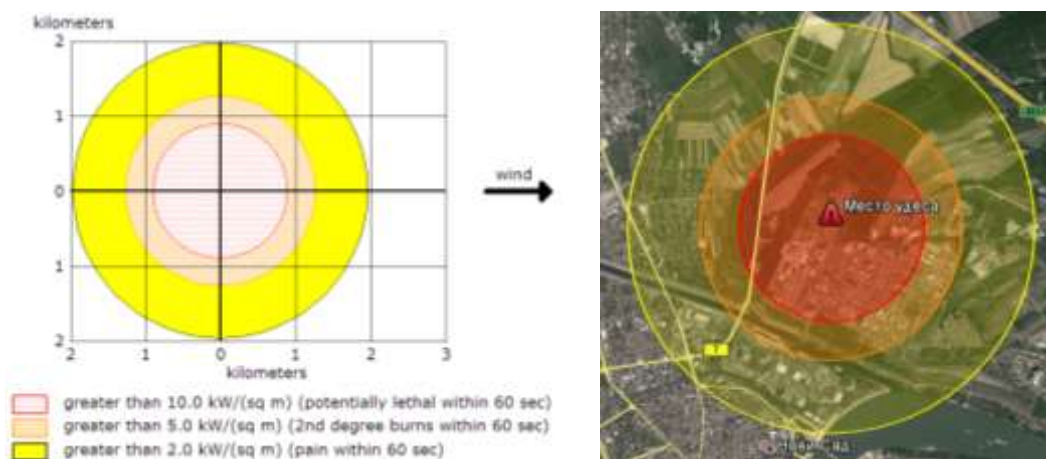 kilometers
2
1
0
1
2
2
1
0
1
2
3
kilometers
wind
greater than 10.0 kW/(sq m) (potentially lethal within 60 sec)
greater than 5.0 kW/(sq m) (2nd degree burns within 60 sec)
greater than 2.0 kW/(sq m) (pain within 60 sec)
Место удеса
7